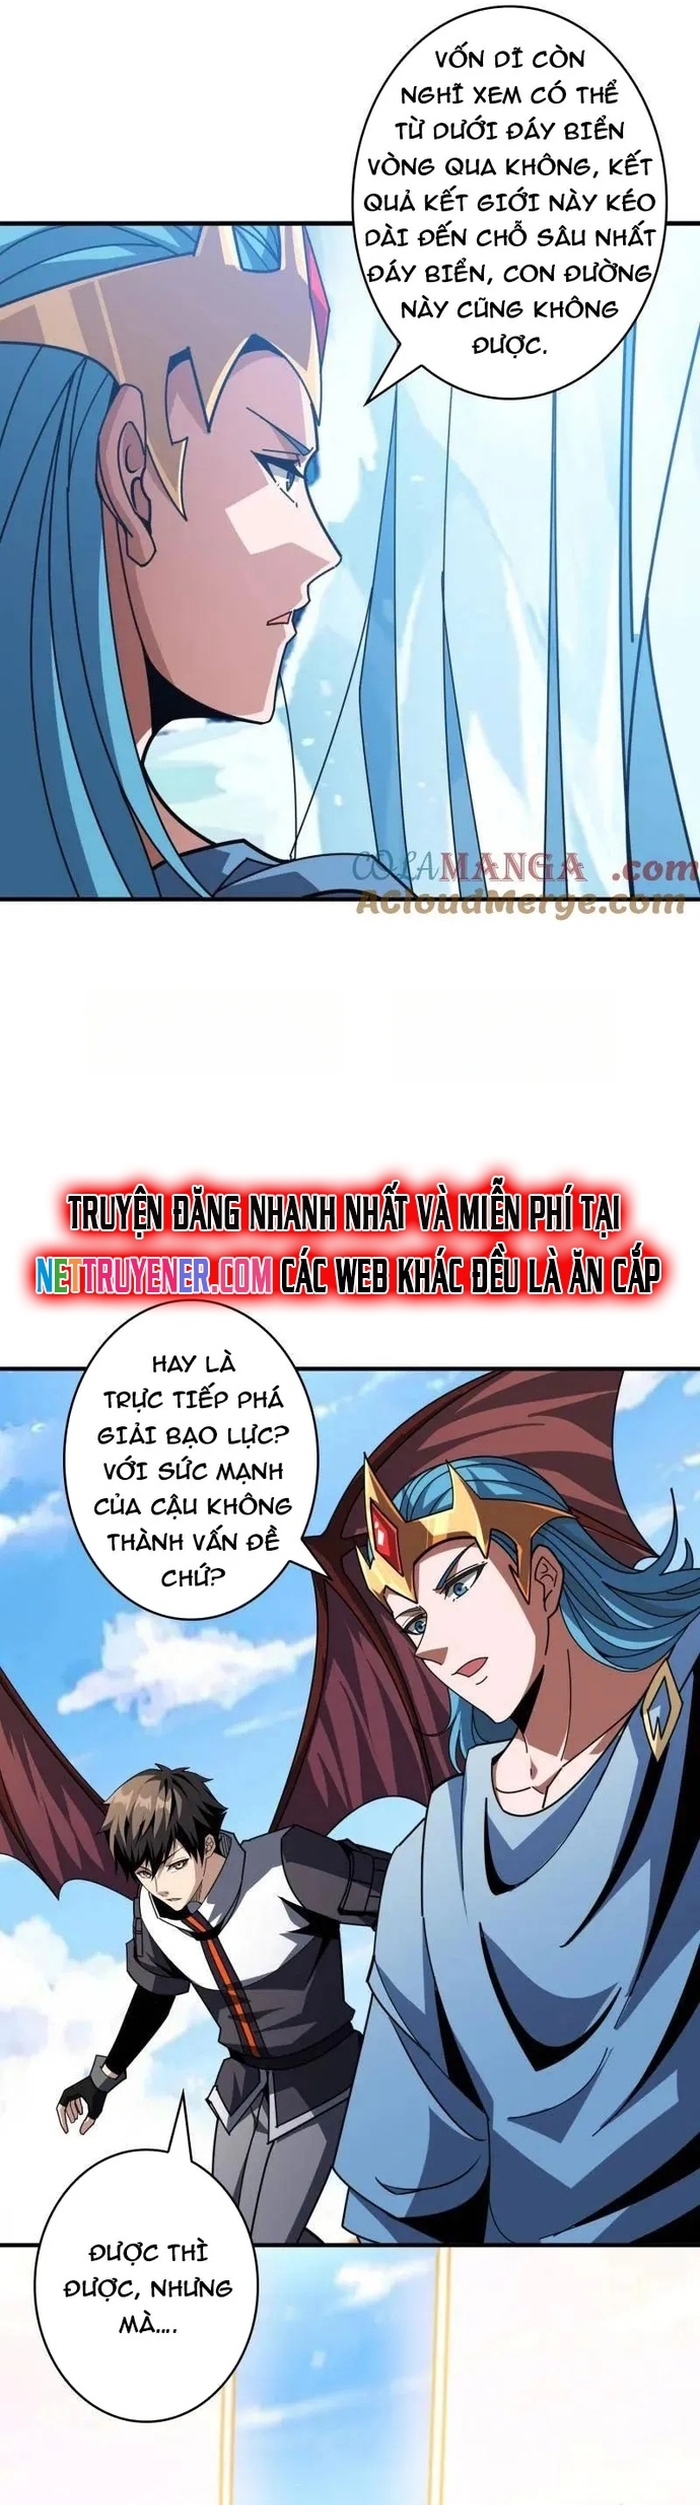 VỐN DĨ CÒN
NGHĨ XEM CÓ THỂ
TỪ DƯỚI ĐÁY BIỂN
VÒNG QUA KHÔNG, KẾT
QUẢ KẾT GIỚI NÀY KÉO
DÀI ĐẾN CHỖ SÂU NHẤT
ĐÁY BIỂN, CON ĐƯỜNG
NÀY CŨNG KHÔNG
ĐƯỢC.
COLAMANGA.com
AcloudMerge.com
TRUYỆN ĐĂNG NHANH NHẤT VÀ MIỄN PHÍ TẠI
NETTRUYENER.COM CÁC WEB KHÁC ĐỀU LÀ ĂN CẮP
HAY LÀ
TRỰC TIẾP PHÁ
GIẢI BẠO LỰC?
VỚI SỨC MẠNH
CỦA CẬU KHÔNG
THÀNH VẤN ĐỀ
CHỨ?
ĐƯỢC THÌ
ĐƯỢC, NHƯNG
MÀ....